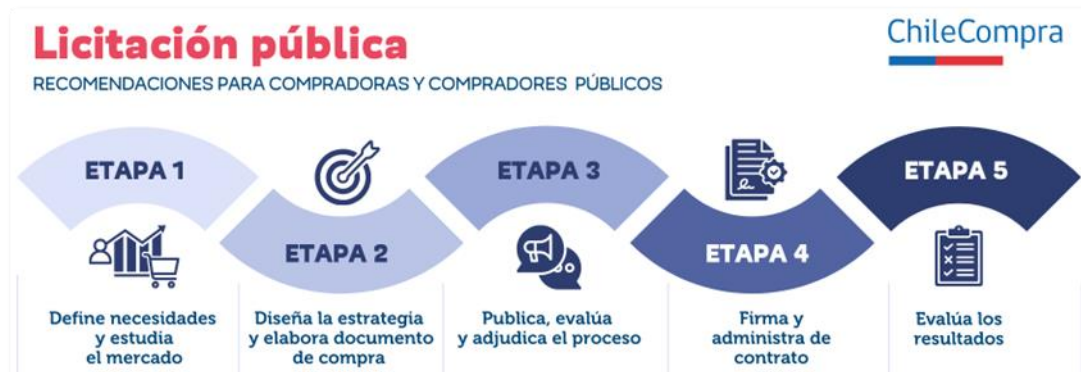 Licitación pública
ChileCompra
RECOMENDACIONES PARA COMPRADORAS Y COMPRADORES PÚBLICOS
ETAPA 1
Define necesidades
y estudia
el mercado
ETAPA 2
Diseña la estrategia
y elabora documento
de compra
ETAPA 3
Publica, evalúa
y adjudica el proceso
ETAPA 4
Firma y
administra de
contrato
ETAPA 5
Evalúa los
resultados